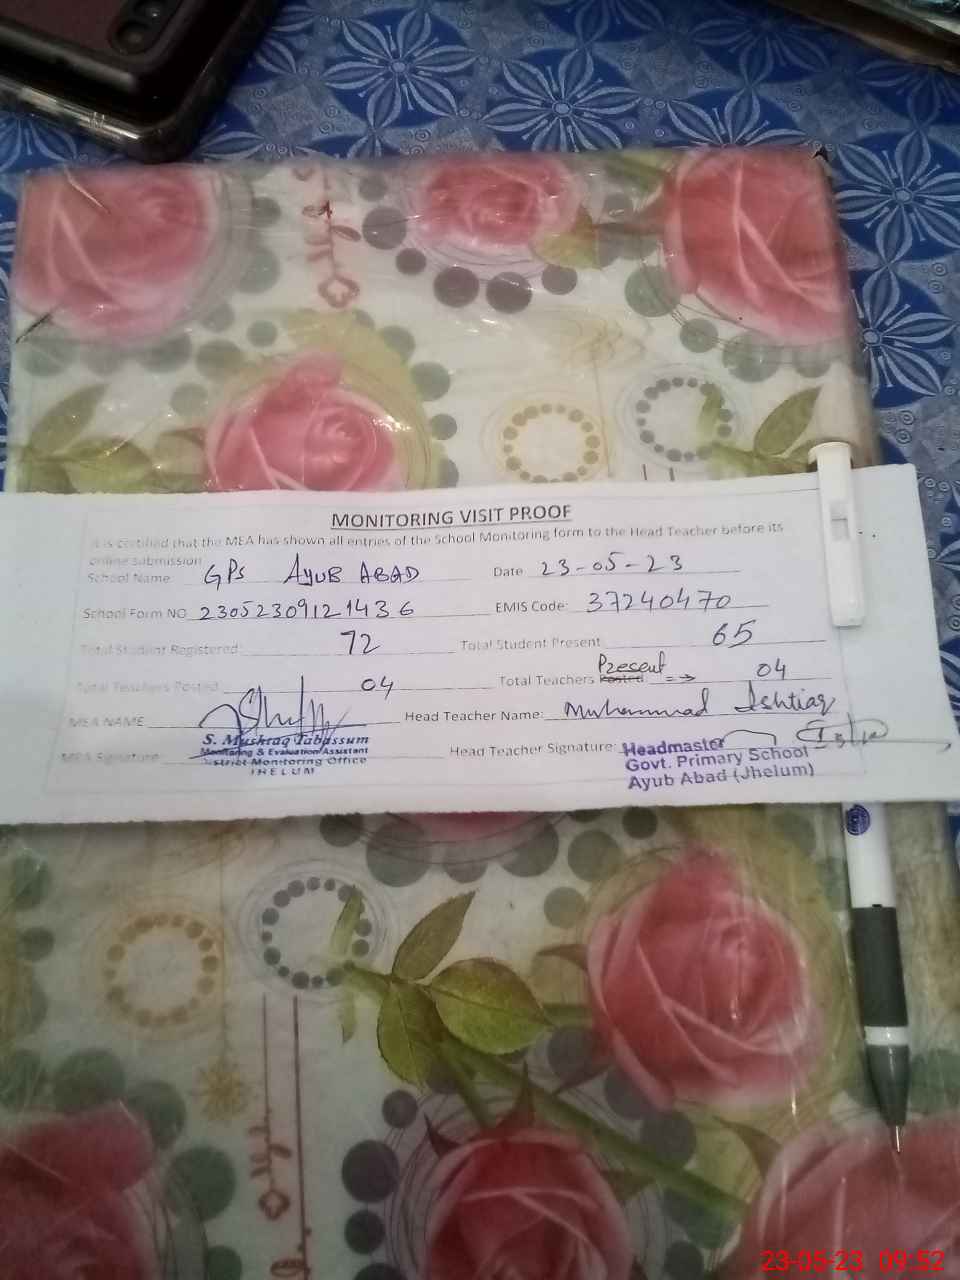 MONITORING VISIT PROOF
It is certified that the MEA has shown all entries of the School Monitoring form to the Head Teacher before its
online submission
School Name GPS AYUB ABAD Date 23-05-23
School Form NO 23052309121436 EMIS Code: 37240470
Total Student Registered: 72 Total Student Present: 65
Present
Total Teachers Posted 04 Total Teachers Posted: => 04
MEA NAME Head Teacher Name: Muhammad Ishtiaq
S. Mushtaq Tabassum
Monitoring & Evaluation Assistant
District Monitoring Office
JHELUM
MEA Signature Head Teacher Signature:
Headmaster
Govt. Primary School
Ayub Abad (Jhelum)
23-05-23 09:52